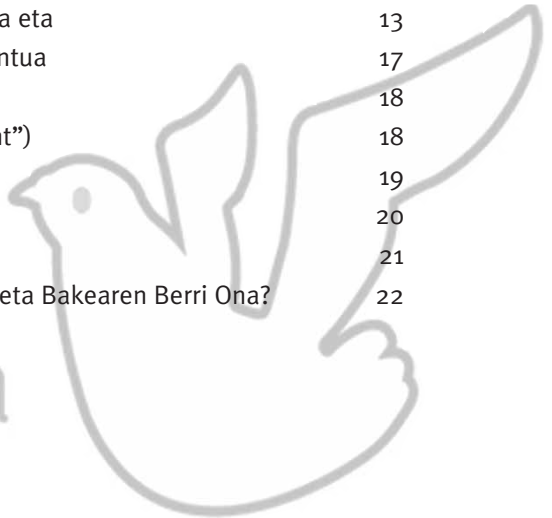 a eta 13
ntua 17
18
t”) 18
19
20
21
eta Bakearen Berri Ona? 22